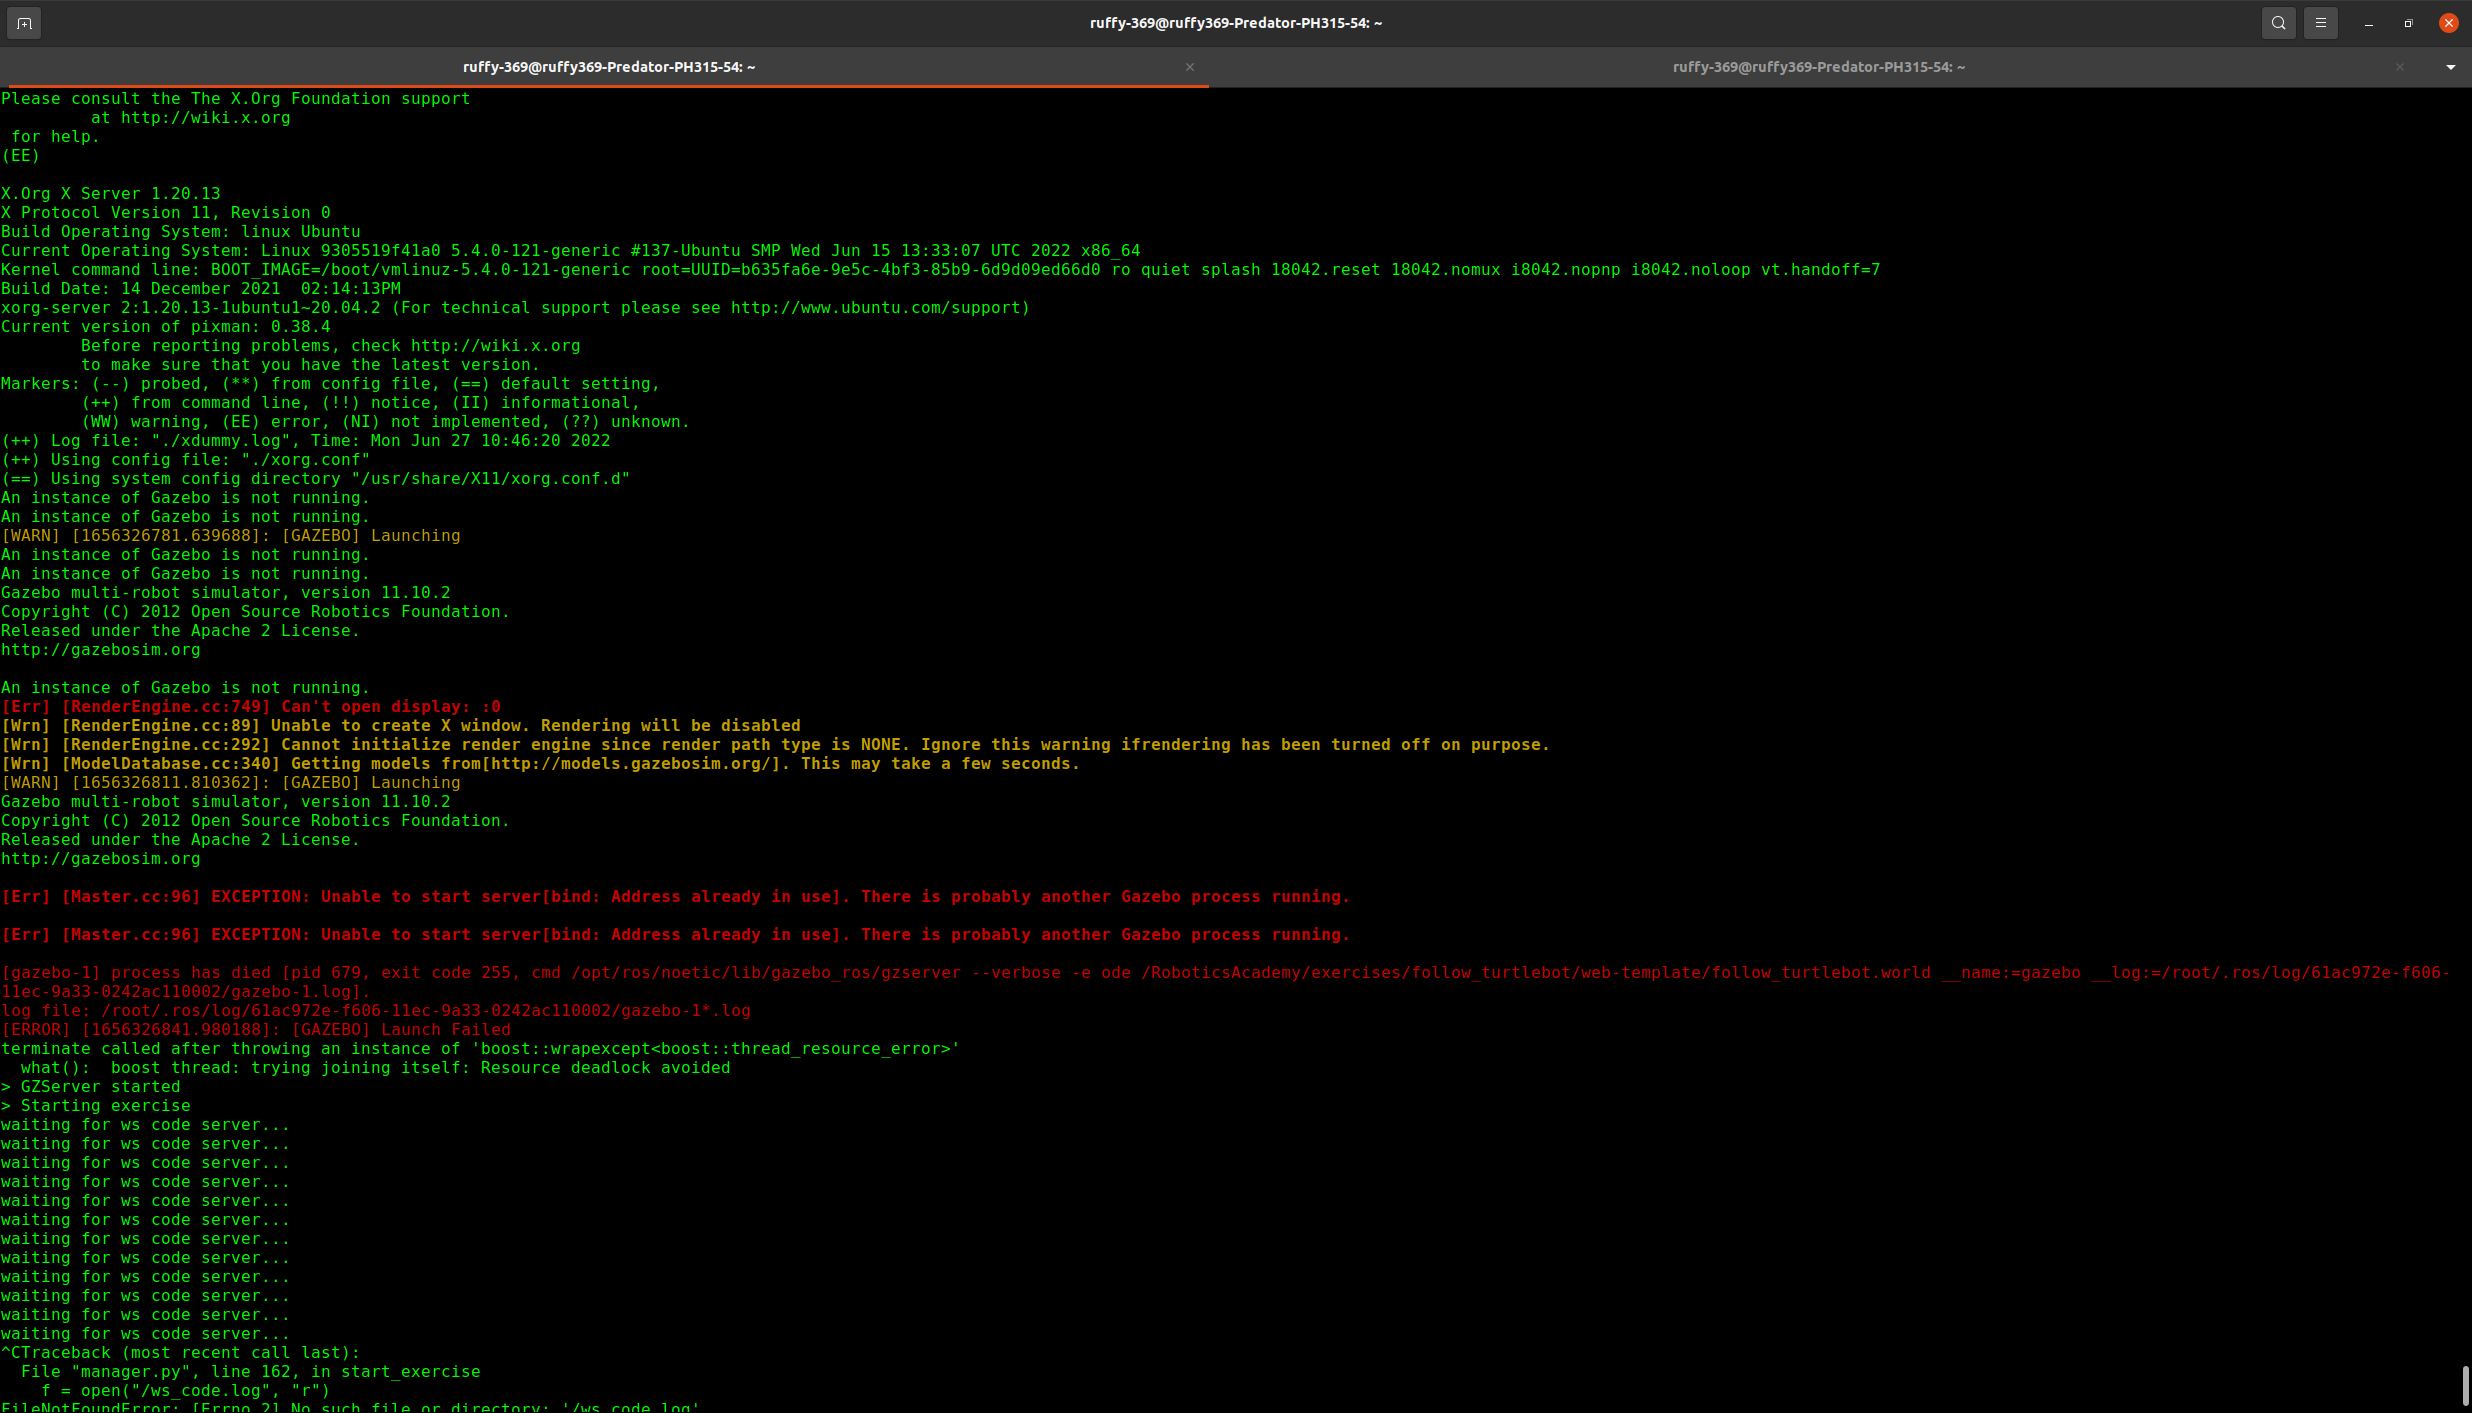 ruffy-369@ruffy369-Predator-PH315-54: ~
ruffy-369@ruffy369-Predator-PH315-54: ~
ruffy-369@ruffy369-Predator-PH315-54: ~
Please consult the The X.Org Foundation support
at http://wiki.x.org
for help.
(EE)
X.Org X Server 1.20.13
X Protocol Version 11, Revision 0
Build Operating System: linux Ubuntu
Current Operating System: Linux 9305519f41a0 5.4.0-121-generic #137-Ubuntu SMP Wed Jun 15 13:33:07 UTC 2022 x86_64
Kernel command line: BOOT_IMAGE=/boot/vmlinuz-5.4.0-121-generic root=UUID=b635fa6e-9e5c-4bf3-85b9-6d9d09ed66d0 ro quiet splash 18042.reset 18042.nomux i8042.nopnp i8042.noloop vt.handoff=7
Build Date: 14 December 2021  02:14:13PM
xorg-server 2:1.20.13-1ubuntu1~20.04.2 (For technical support please see http://www.ubuntu.com/support)
Current version of pixman: 0.38.4
Before reporting problems, check http://wiki.x.org
to make sure that you have the latest version.
Markers: (--) probed, (**) from config file, (==) default setting,
(++) from command line, (!!) notice, (II) informational,
(WW) warning, (EE) error, (NI) not implemented, (??) unknown.
(++) Log file: "./xdummy.log", Time: Mon Jun 27 10:46:20 2022
(++) Using config file: "./xorg.conf"
(==) Using system config directory "/usr/share/X11/xorg.conf.d"
An instance of Gazebo is not running.
An instance of Gazebo is not running.
[WARN] [1656326781.639688]: [GAZEBO] Launching
An instance of Gazebo is not running.
An instance of Gazebo is not running.
Gazebo multi-robot simulator, version 11.10.2
Copyright (C) 2012 Open Source Robotics Foundation.
Released under the Apache 2 License.
http://gazebosim.org
An instance of Gazebo is not running.
[Err] [RenderEngine.cc:749] Can't open display: :0
[Wrn] [RenderEngine.cc:89] Unable to create X window. Rendering will be disabled
[Wrn] [RenderEngine.cc:292] Cannot initialize render engine since render path type is NONE. Ignore this warning ifrendering has been turned off on purpose.
[Wrn] [ModelDatabase.cc:340] Getting models from[http://models.gazebosim.org/]. This may take a few seconds.
[WARN] [1656326811.810362]: [GAZEBO] Launching
Gazebo multi-robot simulator, version 11.10.2
Copyright (C) 2012 Open Source Robotics Foundation.
Released under the Apache 2 License.
http://gazebosim.org
[Err] [Master.cc:96] EXCEPTION: Unable to start server[bind: Address already in use]. There is probably another Gazebo process running.
[Err] [Master.cc:96] EXCEPTION: Unable to start server[bind: Address already in use]. There is probably another Gazebo process running.
[gazebo-1] process has died [pid 679, exit code 255, cmd /opt/ros/noetic/lib/gazebo_ros/gzserver --verbose -e ode /RoboticsAcademy/exercises/follow_turtlebot/web-template/follow_turtlebot.world __name:=gazebo __log:=/root/.ros/log/61ac972e-f606-
11ec-9a33-0242ac110002/gazebo-1.log].
log file: /root/.ros/log/61ac972e-f606-11ec-9a33-0242ac110002/gazebo-1*.log
[ERROR] [1656326841.980188]: [GAZEBO] Launch Failed
terminate called after throwing an instance of 'boost::wrapexcept<boost::thread_resource_error>'
what():  boost thread: trying joining itself: Resource deadlock avoided
> GZServer started
> Starting exercise
waiting for ws code server...
waiting for ws code server...
waiting for ws code server...
waiting for ws code server...
waiting for ws code server...
waiting for ws code server...
waiting for ws code server...
waiting for ws code server...
waiting for ws code server...
waiting for ws code server...
waiting for ws code server...
waiting for ws code server...
^CTraceback (most recent call last):
File "manager.py", line 162, in start_exercise
f = open("/ws_code.log", "r")
FileNotFoundError: [Errno 2] No such file or directory: '/ws_code.log'